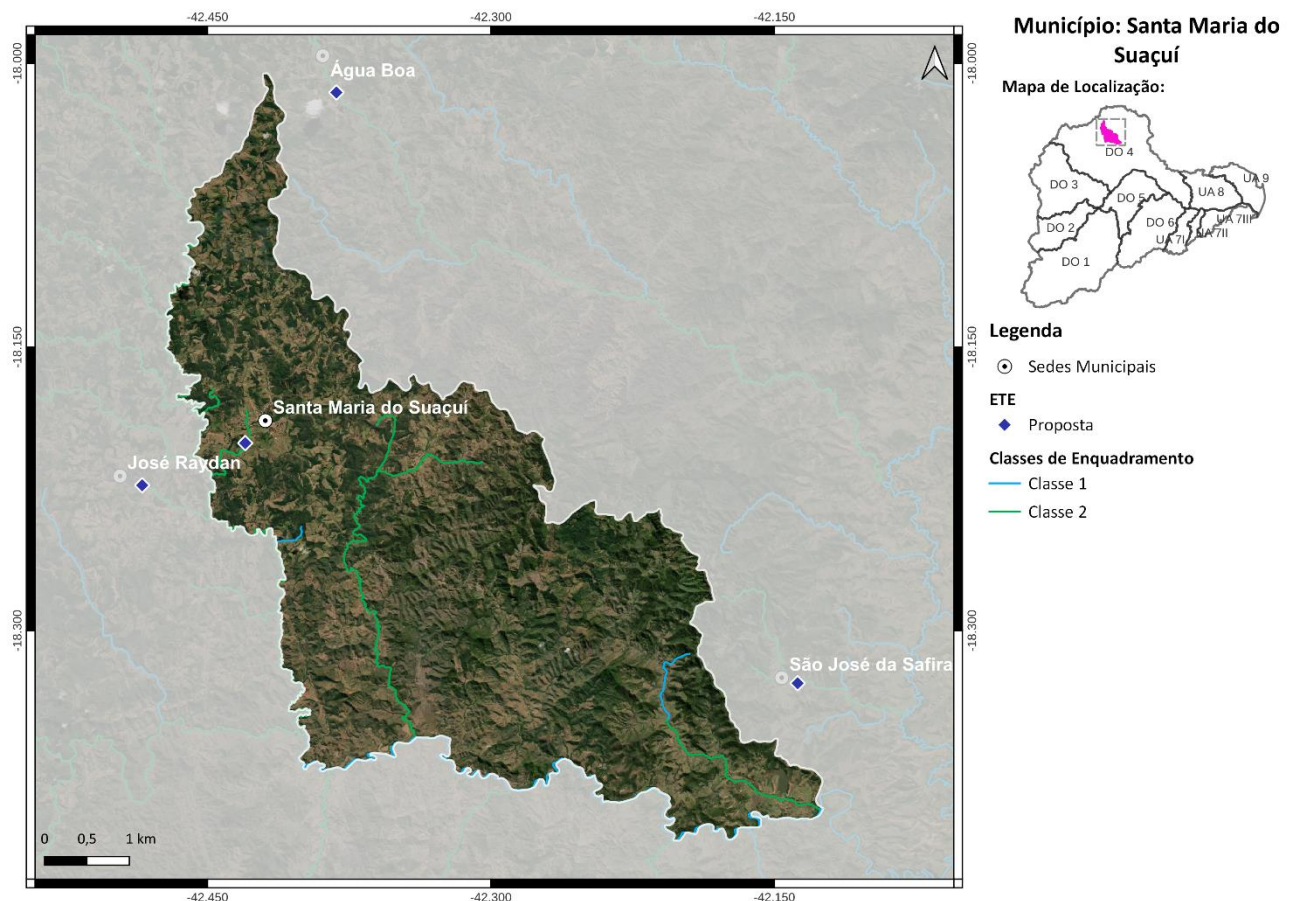 -42.450
-42.300
-42.150
-18.000
-18.000
Água Boa
-18.150
-18.150
Santa Maria do Suaçuí
José Raydan
-18.300
-18.300
São José da Safira
0 0,5 1 km
-42.450
-42.300
-42.150
Município: Santa Maria do
Suaçuí
Mapa de Localização:
DO 4
DO 3
DO 5
UA 8
UA 9
DO 2
DO 6
UA 7III
UA 7I
UA 7II
DO 1
Legenda
Sedes Municipais
ETE
Proposta
Classes de Enquadramento
Classe 1
Classe 2